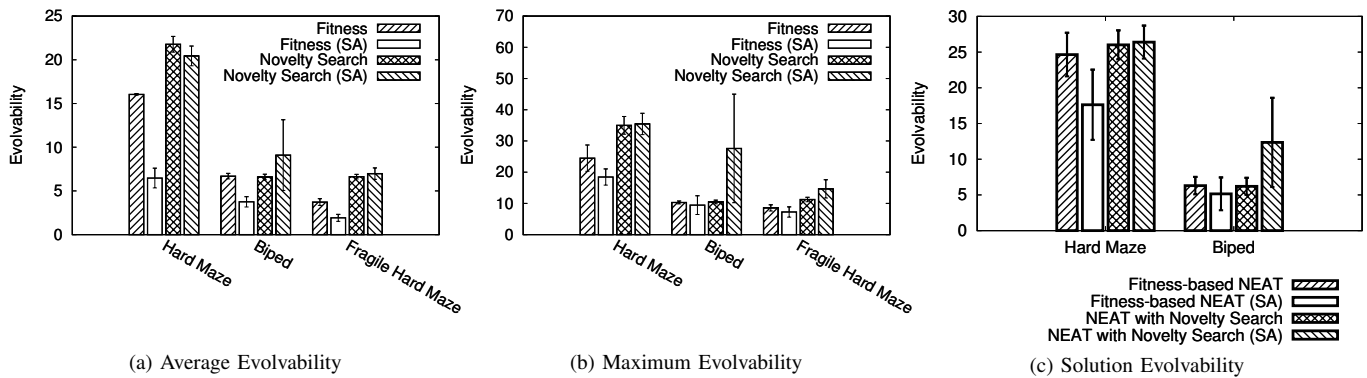 25
20
15
10
5
0
Evolvability
Fitness
Fitness (SA)
Novelty Search
Novelty Search (SA)
Hard Maze
Biped
Fragile Hard Maze
(a) Average Evolvability
70
60
50
40
30
20
10
0
Evolvability
Fitness
Fitness (SA)
Novelty Search
Novelty Search (SA)
Hard Maze
Biped
Fragile Hard Maze
(b) Maximum Evolvability
30
25
20
15
10
5
0
Evolvability
Hard Maze
Biped
Fitness-based NEAT
Fitness-based NEAT (SA)
NEAT with Novelty Search
NEAT with Novelty Search (SA)
(c) Solution Evolvability